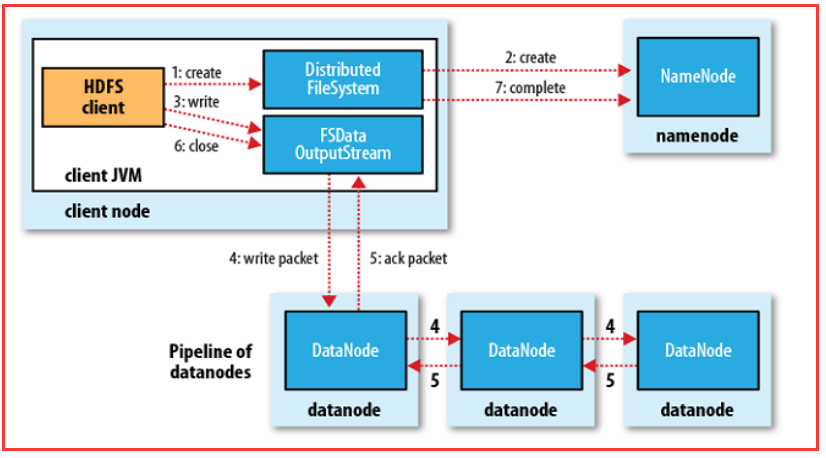 1: create
Distributed
FileSystem
2: create
NameNode
HDFS
client
3: write
7: complete
namenode
6: close
FSData
OutputStream
client JVM
client node
4: write packet
5: ack packet
Pipeline of
datanodes
DataNode
4
DataNode
4
DataNode
5
5
datanode
datanode
datanode